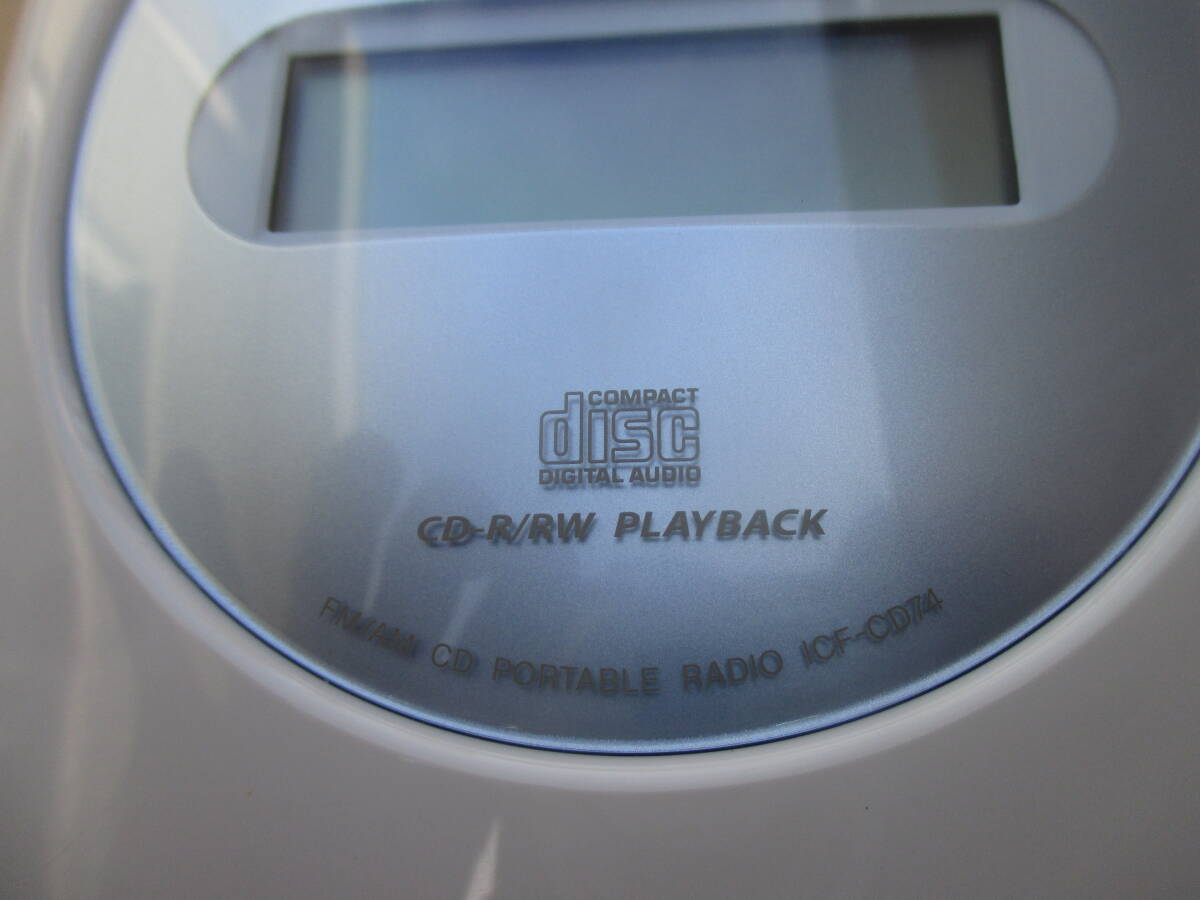 COMPACT
disc
DIGITAL AUDIO
CD-R/RW PLAYBACK
FM/AM CD PORTABLE RADIO ICF-CD74